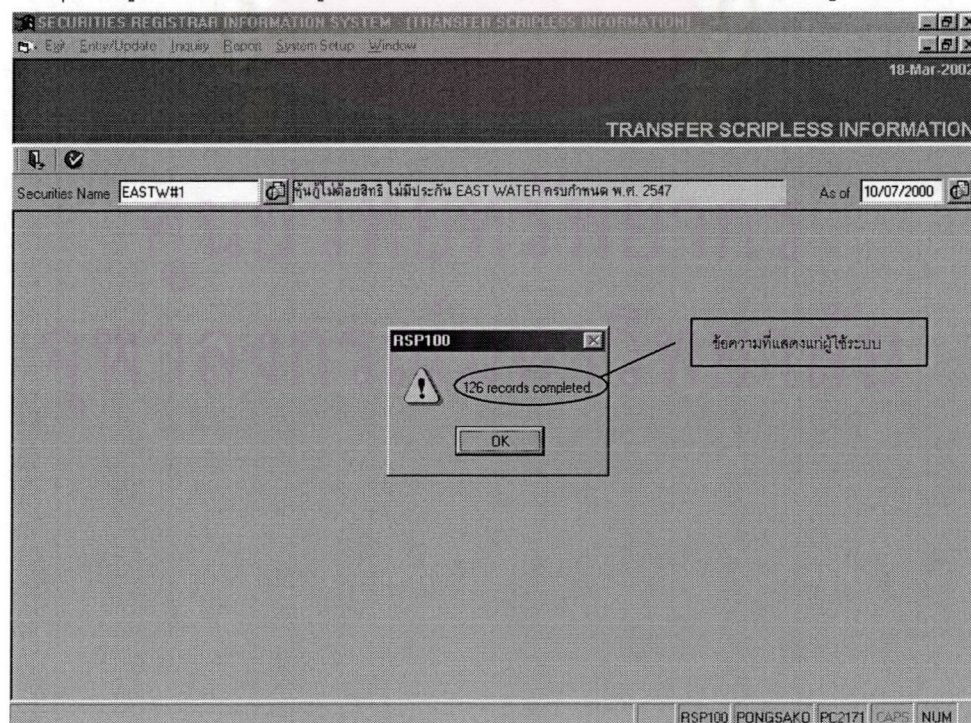 SECURITIES REGISTRAR INFORMATION SYSTEM - [TRANSFER SCRIPLESS INFORMATION]
Exit Entry/Update Inquiry Report System Setup Window
18-Mar-2002
TRANSFER SCRIPLESS INFORMATION
Securities Name EASTW#1 หุ้นกู้ไม่ด้อยสิทธิ ไม่มีประกัน EAST WATER ครบกำหนด พ.ศ. 2547 As of 10/07/2000
RSP100
ข้อความที่แสดงแก่ผู้ใช้ระบบ
126 records completed.
OK
RSP100 PONGSAKO PC2171 CAPS NUM